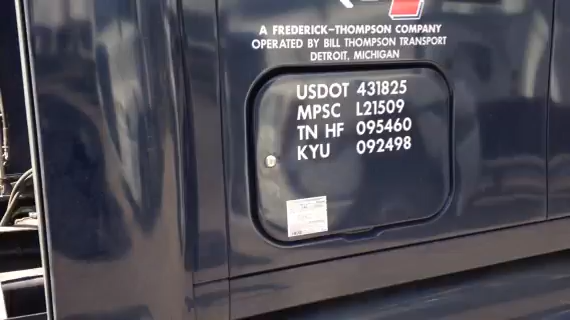 A FREDERICK-THOMPSON COMPANY
OPERATED BY BILL THOMPSON TRANSPORT
DETROIT, MICHIGAN
USDOT 431825
MPSC L21509
TN HF 095460
KYU 092498